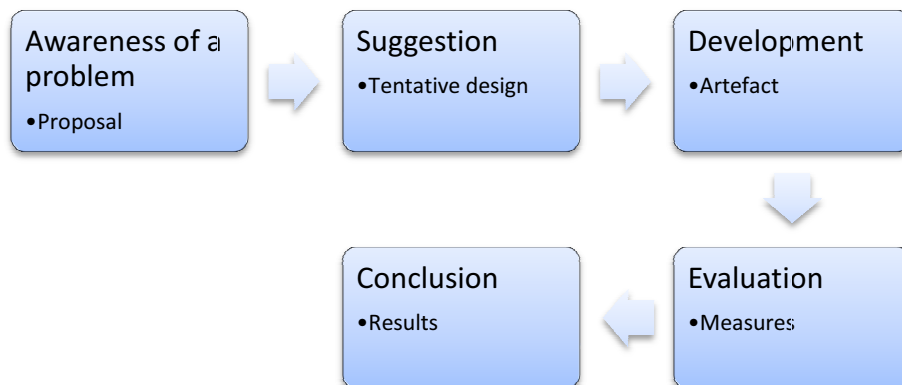 Awareness of a
problem
•Proposal
Suggestion
•Tentative design
Development
•Artefact
Evaluation
•Measures
Conclusion
•Results